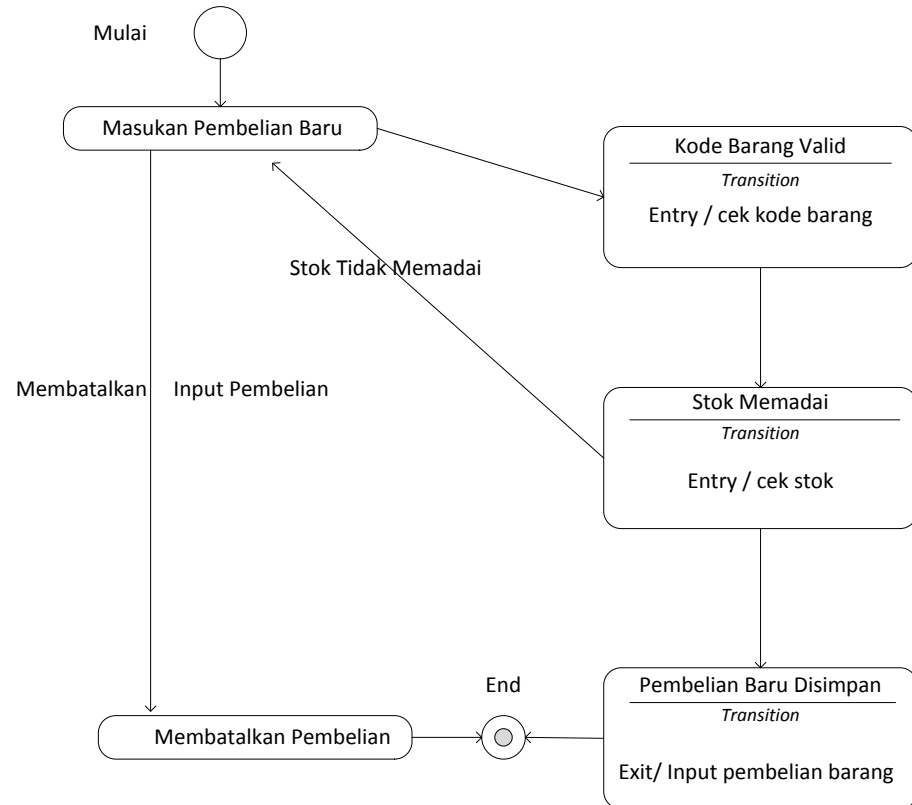 Mulai
Masukan Pembelian Baru
Kode Barang Valid
Transition
Entry / cek kode barang
Stok Tidak Memadai
Membatalkan Input Pembelian
Stok Memadai
Transition
Entry / cek stok
End
Membatalkan Pembelian
Pembelian Baru Disimpan
Transition
Exit/ Input pembelian barang